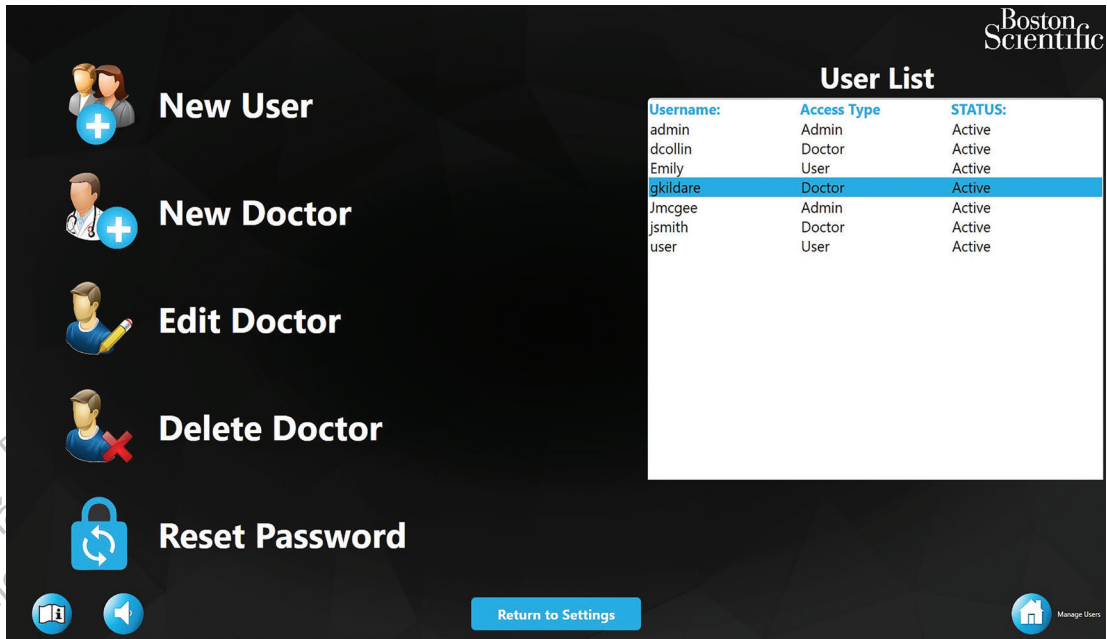 Boston
Scientific
New User
New Doctor
Edit Doctor
Delete Doctor
Reset Password
User List
Username: Access Type STATUS:
admin Admin Active
dcollin Doctor Active
Emily User Active
gkildare Doctor Active
Jmcgee Admin Active
jsmith Doctor Active
user User Active
Return to Settings
Manage Users